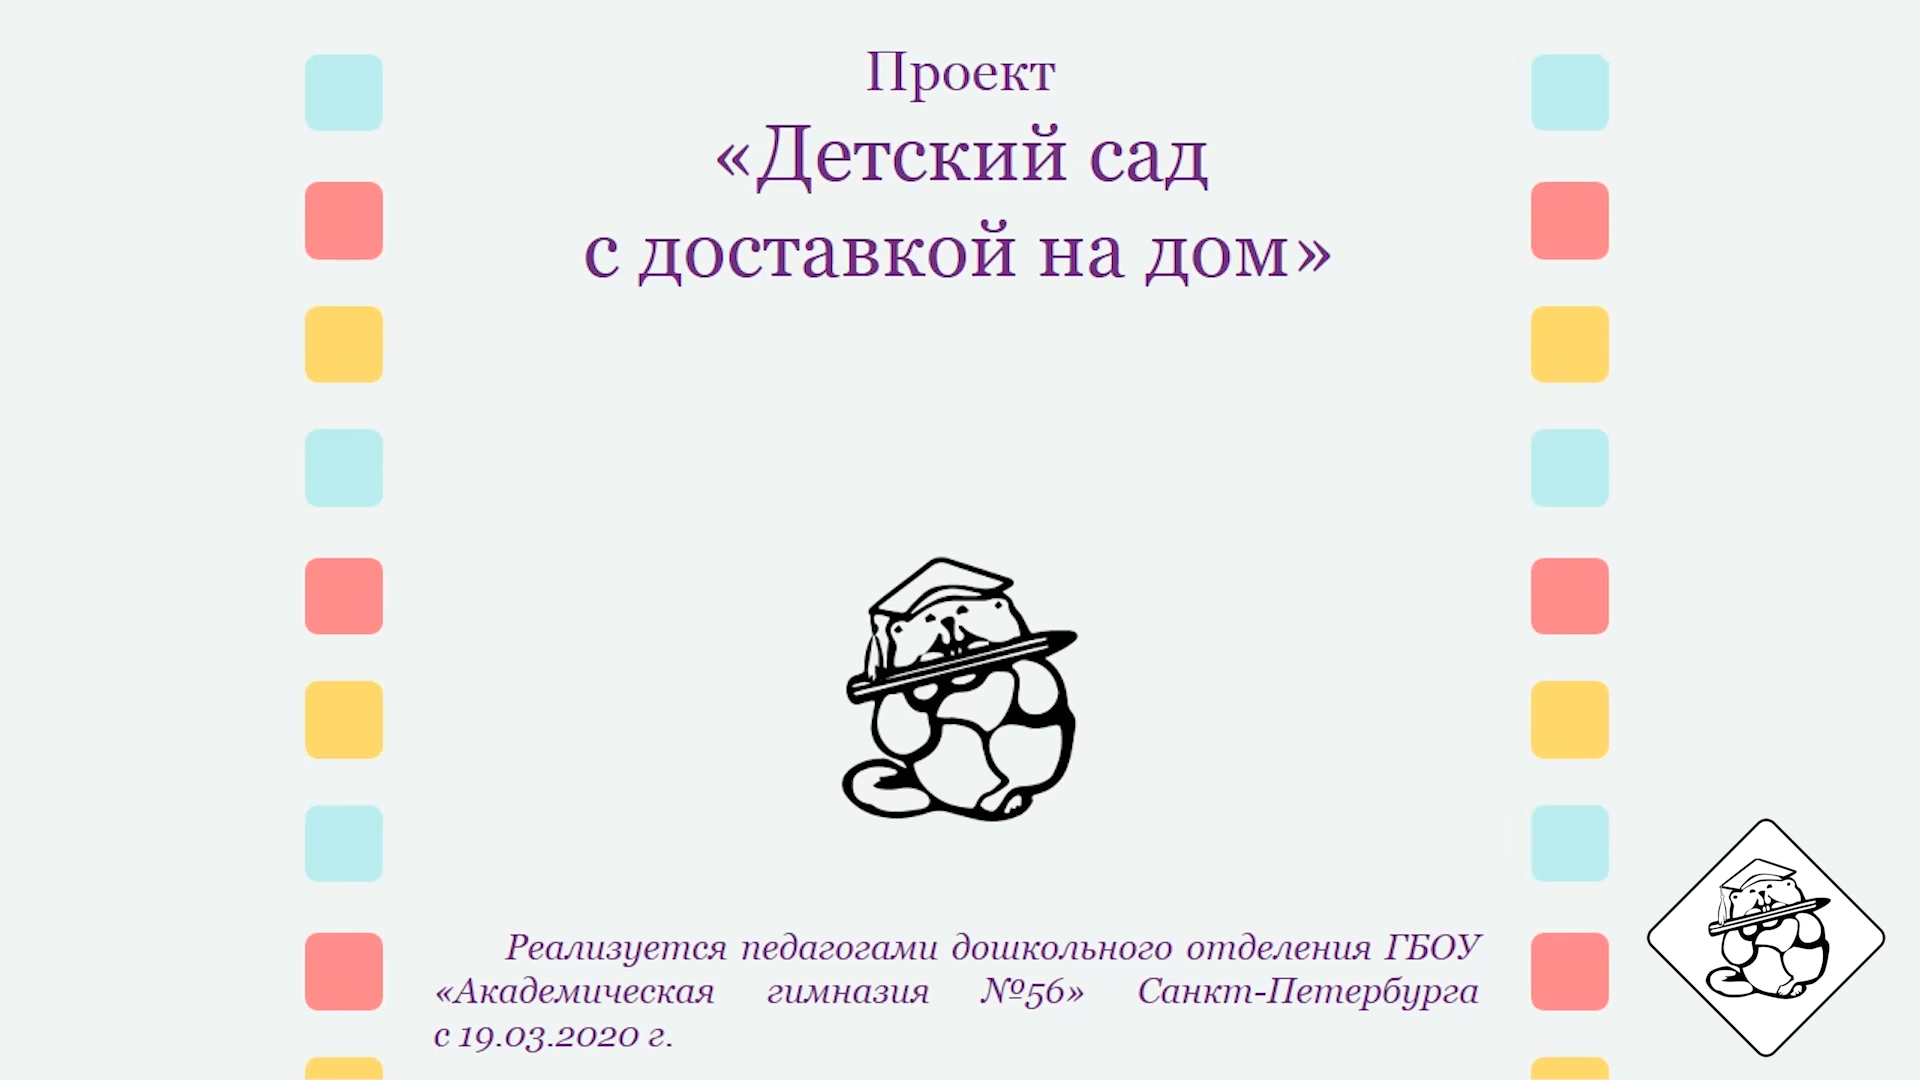 Проект
«Детский сад
с доставкой на дом»
Реализуется педагогами дошкольного отделения ГБОУ
«Академическая гимназия №56» Санкт-Петербурга
с 19.03.2020 г.